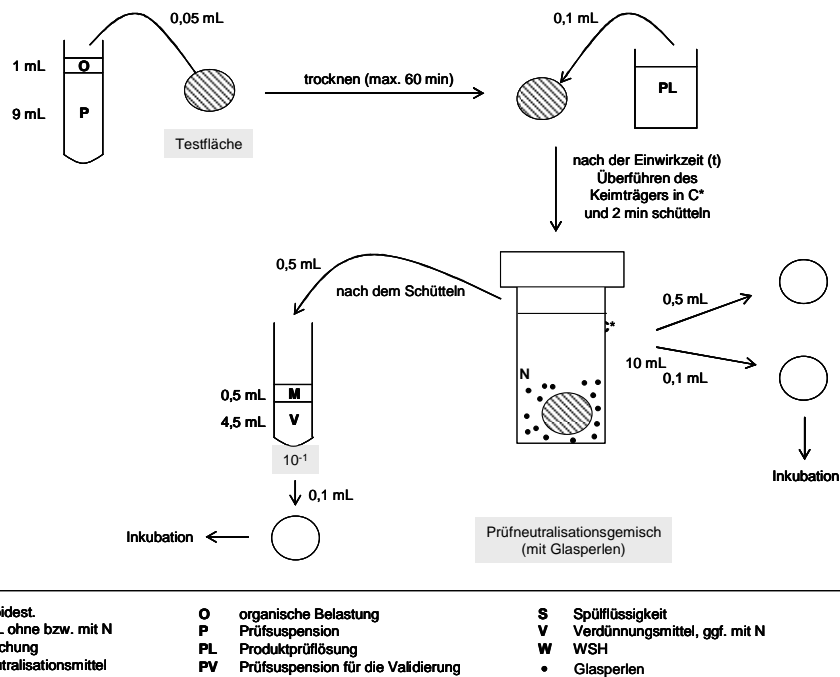 0,05 mL
0,1 mL
1 mL
O
9 mL
P
trocknen (max. 60 min)
PL
Testfläche
nach der Einwirkzeit (t)
Überführen des
Keimträgers in C*
und 2 min schütteln
0,5 mL
nach dem Schütteln
0,5 mL
10 mL
0,1 mL
N
0,5 mL
M
4,5 mL
V
10-1
0,1 mL
Inkubation
Inkubation
Prüfneutralisationsgemisch
(mit Glasperlen)
O organische Belastung
P Prüfsuspension
PL Produktprüflösung
PV Prüfsuspension für die Validierung
S Spülflüssigkeit
V Verdünnungsmittel, ggf. mit N
W WSH
• Glasperlen
ohne bzw. mit N